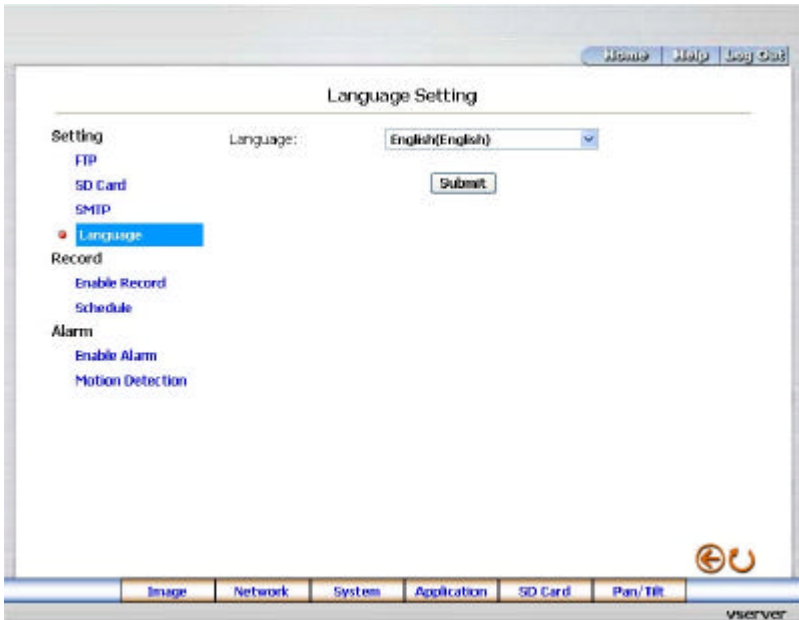 Home Help Log Out
Language Setting
Setting
Language: English(English)
FTP
SD Card
Submit
SMTP
Language
Record
Enable Record
Schedule
Alarm
Enable Alarm
Motion Detection
Image Network System Application SD Card Pan/Tilt
vserver